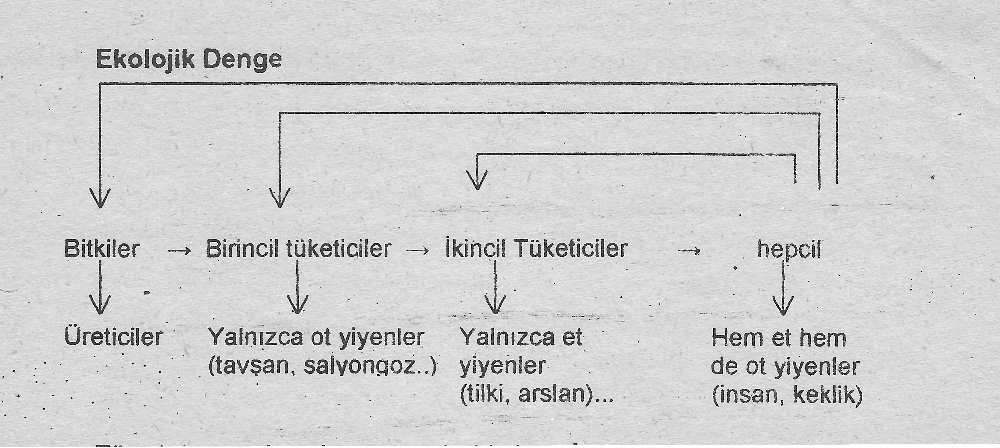 Ekolojik Denge
Bitkiler → Birincil tüketiciler → İkincil Tüketiciler → hepcil
Üreticiler Yalnızca ot yiyenler Yalnızca et Hem et hem
(tavşan, salyongoz..) yiyenler de ot yiyenler
(tilki, arslan)... (insan, keklik)